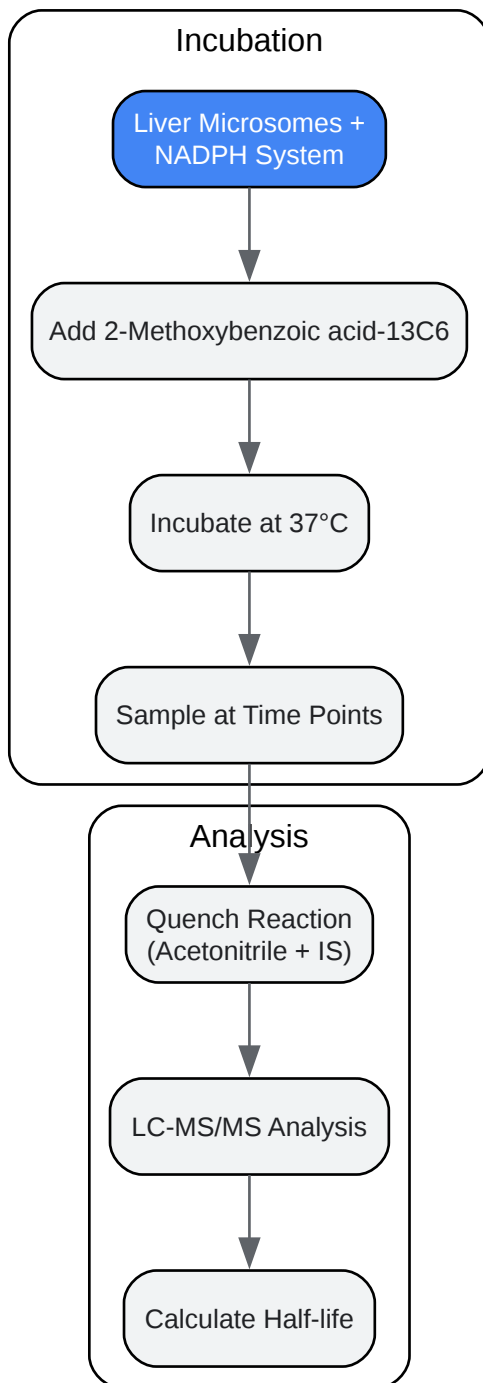 Incubation
Liver Microsomes +
NADPH System
Add 2-Methoxybenzoic acid-13C6
Incubate at 37°C
Sample at Time Points
Analysis
Quench Reaction
(Acetonitrile + IS)
LC-MS/MS Analysis
Calculate Half-life